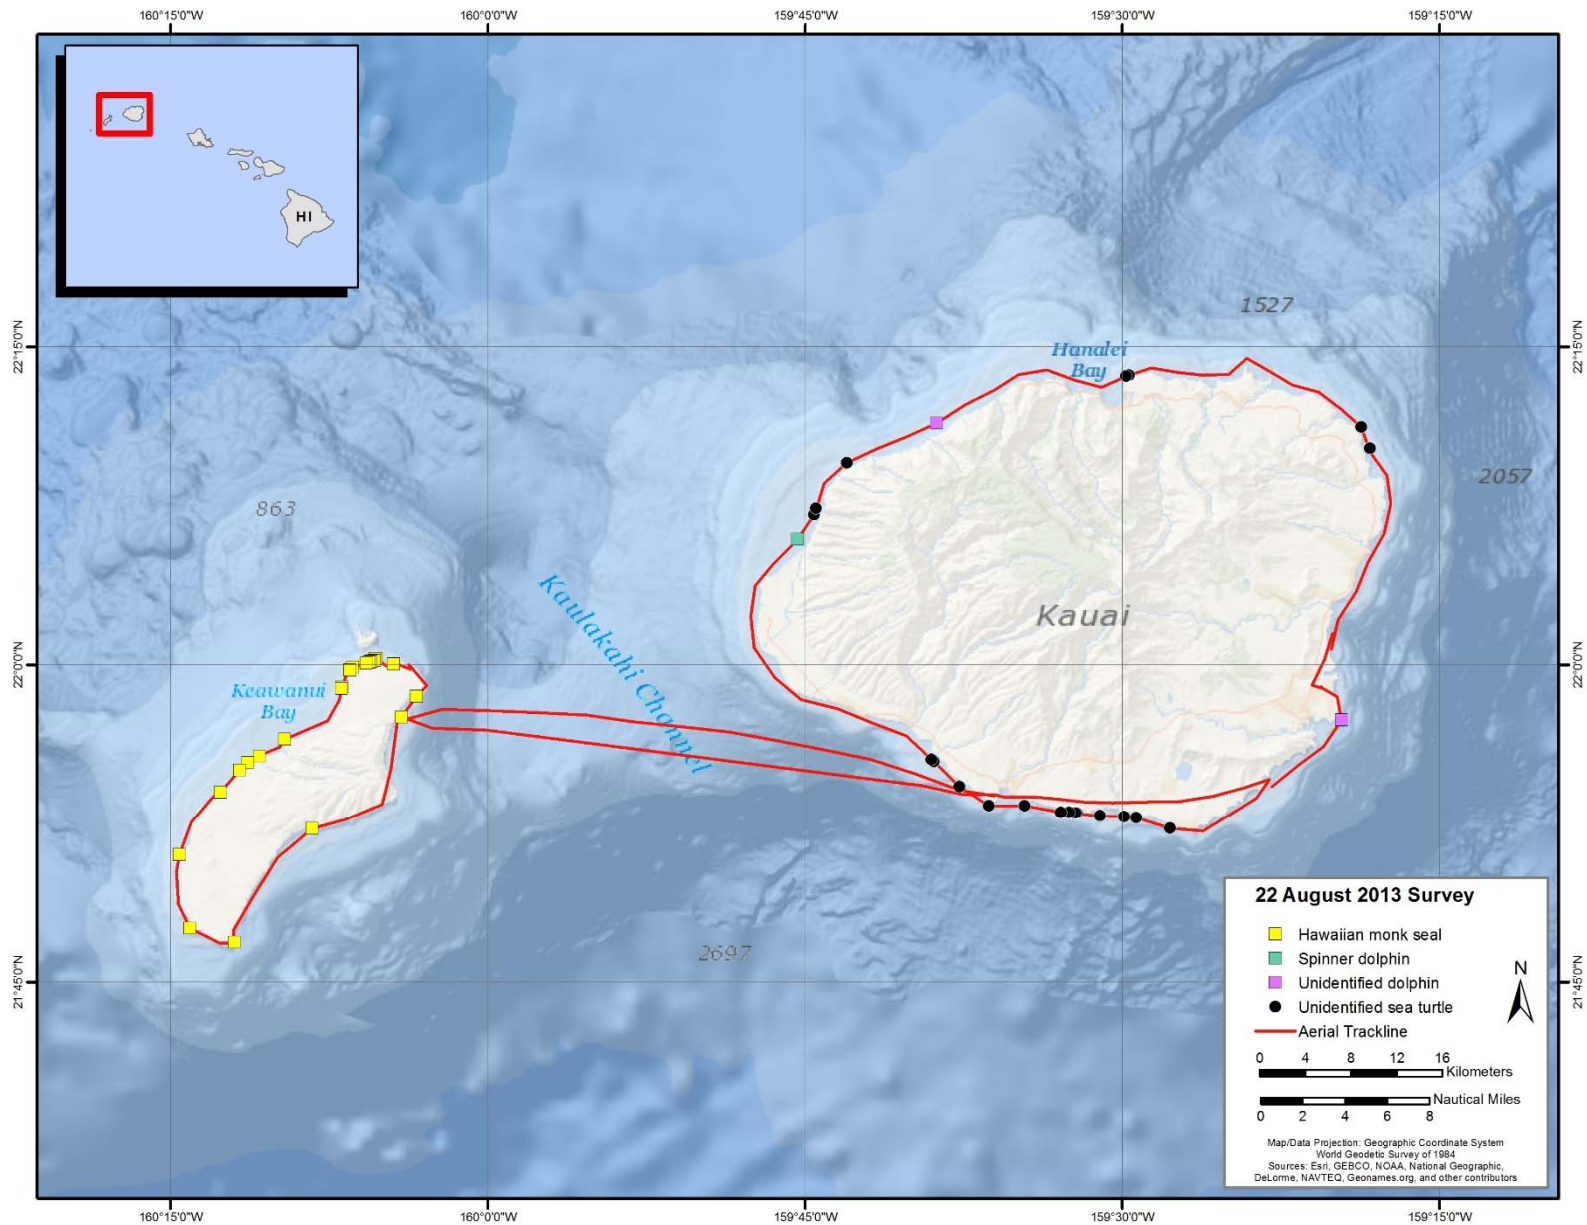 160°15'0"W 160°0'0"W 159°45'0"W 159°30'0"W 159°15'0"W
HI
1527
22°15'0"N
Hanalei
Bay
22°15'0"N
2057
863
Kaulakahi Channel
Kauai
22°0'0"N
22°0'0"N
Keawanui
Bay
2697
21°45'0"N
21°45'0"N
22 August 2013 Survey
Hawaiian monk seal
Spinner dolphin
Unidentified dolphin
Unidentified sea turtle
Aerial Trackline
N
0 4 8 12 16
Kilometers
Nautical Miles
0 2 4 6 8
Map/Data Projection: Geographic Coordinate System
World Geodetic Survey of 1984
Sources: Esri, GEBCO, NOAA, National Geographic,
DeLorme, NAVTEQ, Geonames.org, and other contributors
160°15'0"W 160°0'0"W 159°45'0"W 159°30'0"W 159°15'0"W